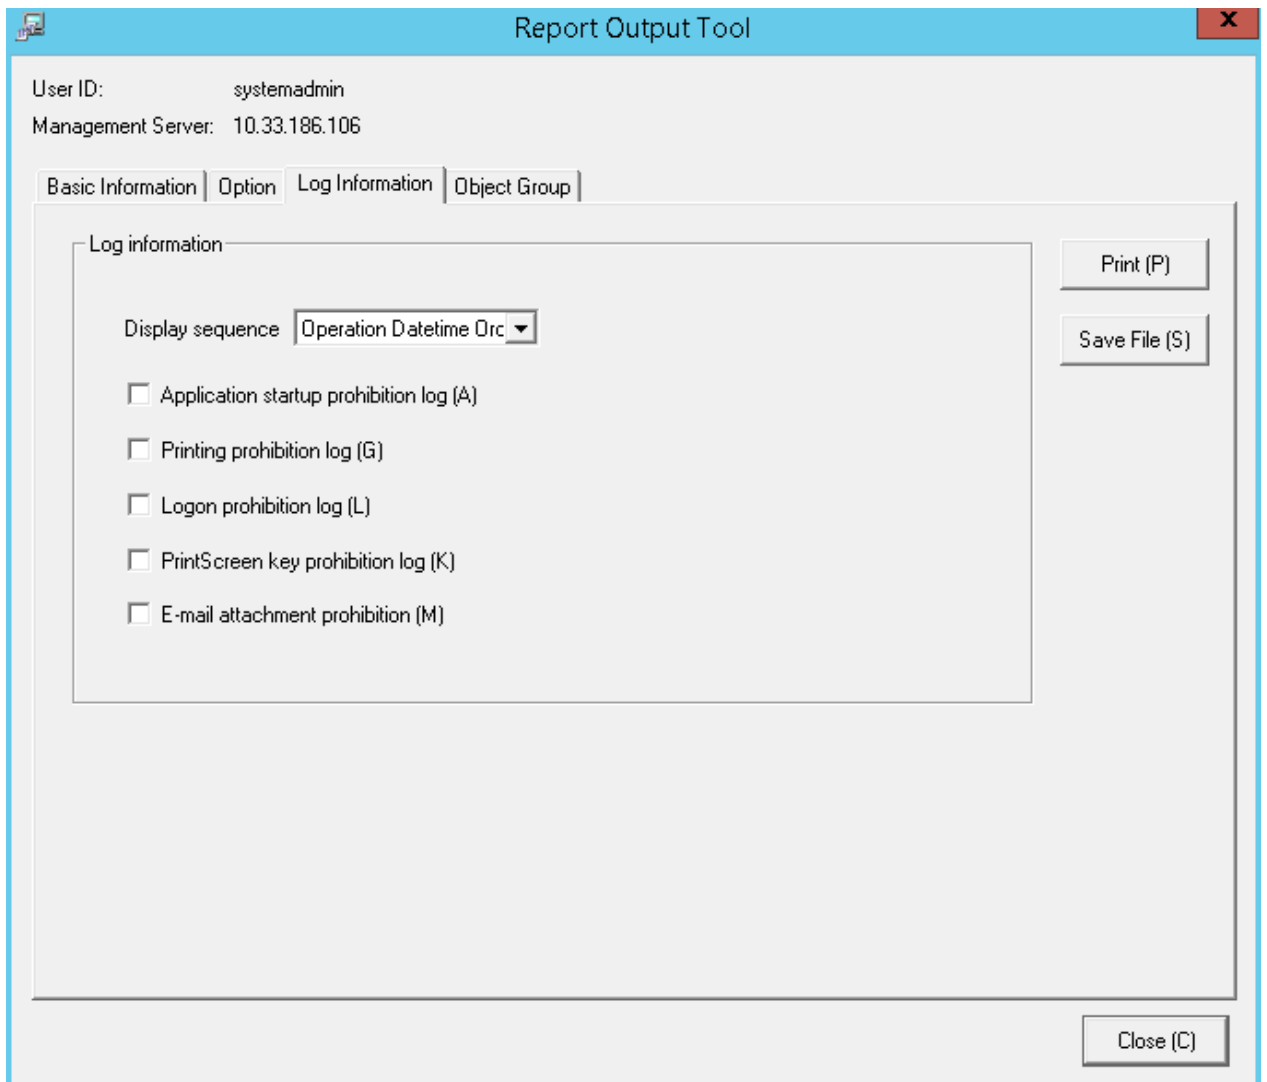 Report Output Tool
x
User ID: systemadmin
Management Server: 10.33.186.106
Basic Information Option Log Information Object Group
Log information
Print (P)
Display sequence Operation Datetime Orc
Save File (S)
Application startup prohibition log (A)
Printing prohibition log (G)
Logon prohibition log (L)
PrintScreen key prohibition log (K)
E-mail attachment prohibition (M)
Close (C)